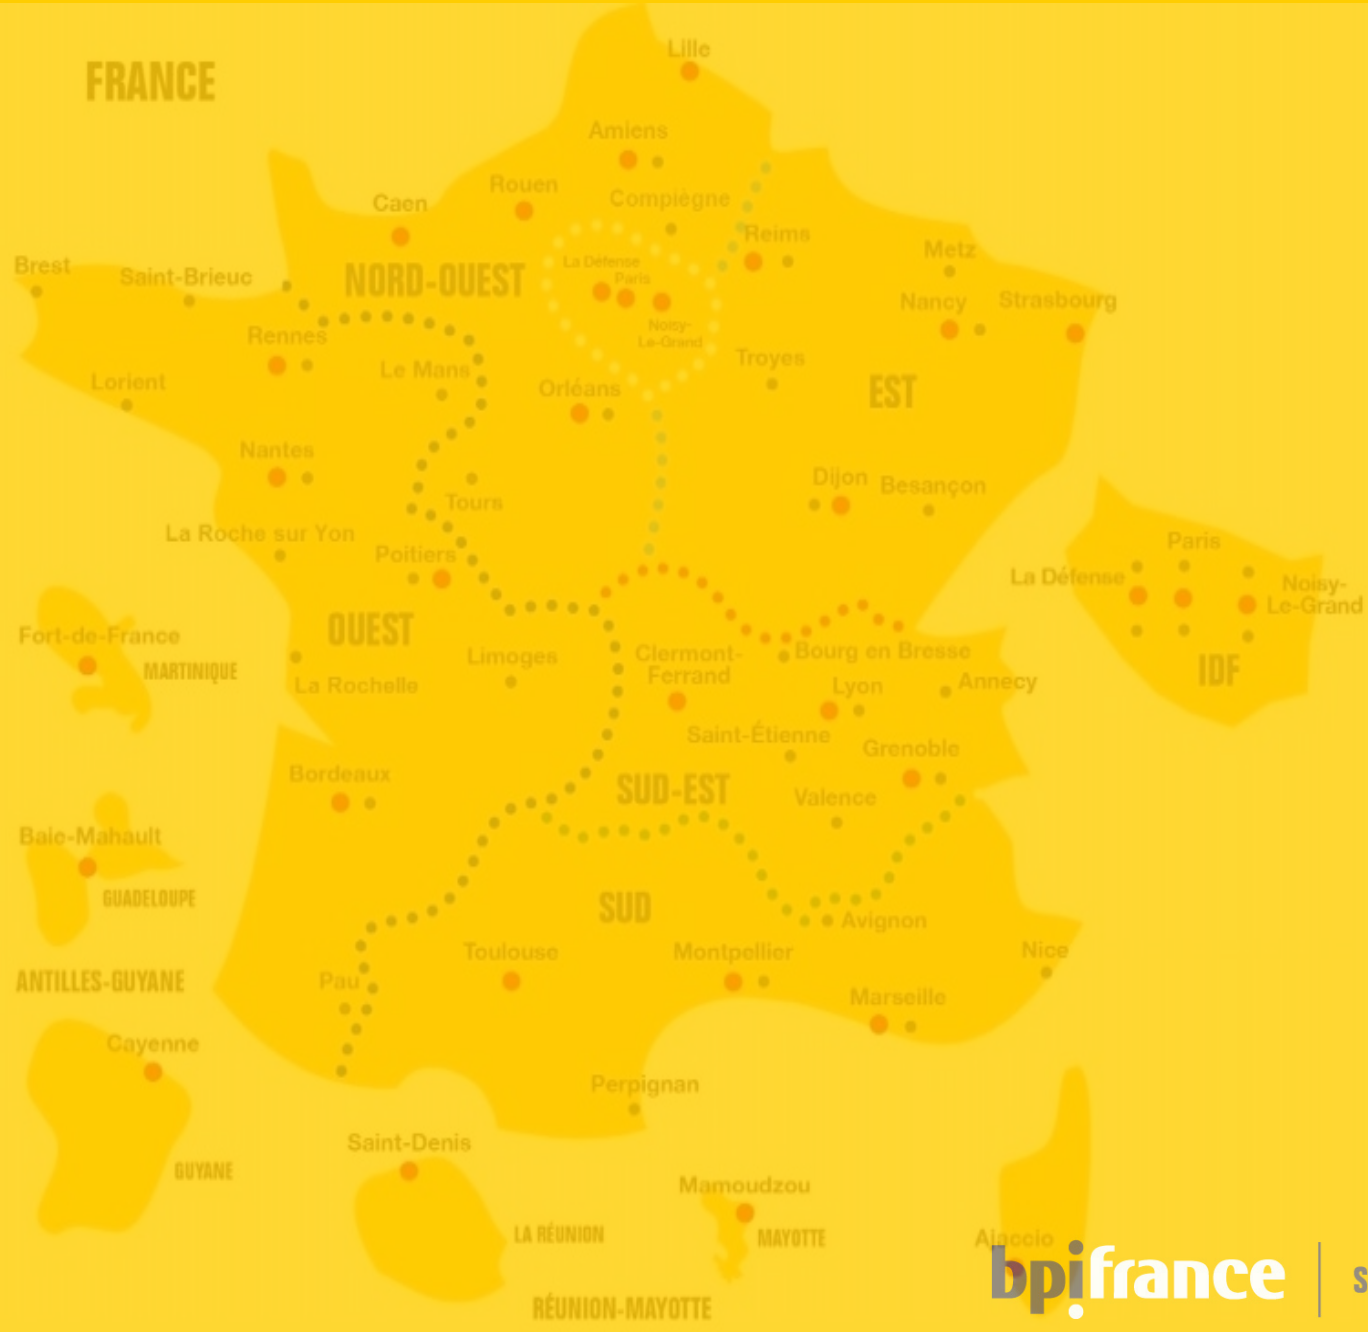 FRANCE
Lille
Amiens
Rouen
Compiègne
Caen
Reims
Metz
Brest
Saint-Brieuc
NORD-OUEST
La Défense
Paris
Nancy
Strasbourg
Noisy-
Le-Grand
Rennes
Le Mans
Troyes
Lorient
Orléans
EST
Nantes
Dijon
Besançon
Tours
La Roche sur Yon
Poitiers
Paris
La Défense
Noisy-
Le-Grand
IDF
Fort-de-France
MARTINIQUE
OUEST
Limoges
La Rochelle
Clermont-
Ferrand
Bourg en Bresse
Lyon
Annecy
Saint-Étienne
Grenoble
Bordeaux
SUD-EST
Valence
Baie-Mahault
GUADELOUPE
SUD
Avignon
Toulouse
Montpellier
Nice
ANTILLES-GUYANE
Pau
Marseille
Cayenne
Perpignan
GUYANE
Saint-Denis
LA RÉUNION
Mamoudzou
MAYOTTE
Ajaccio
RÉUNION-MAYOTTE
bpifrance